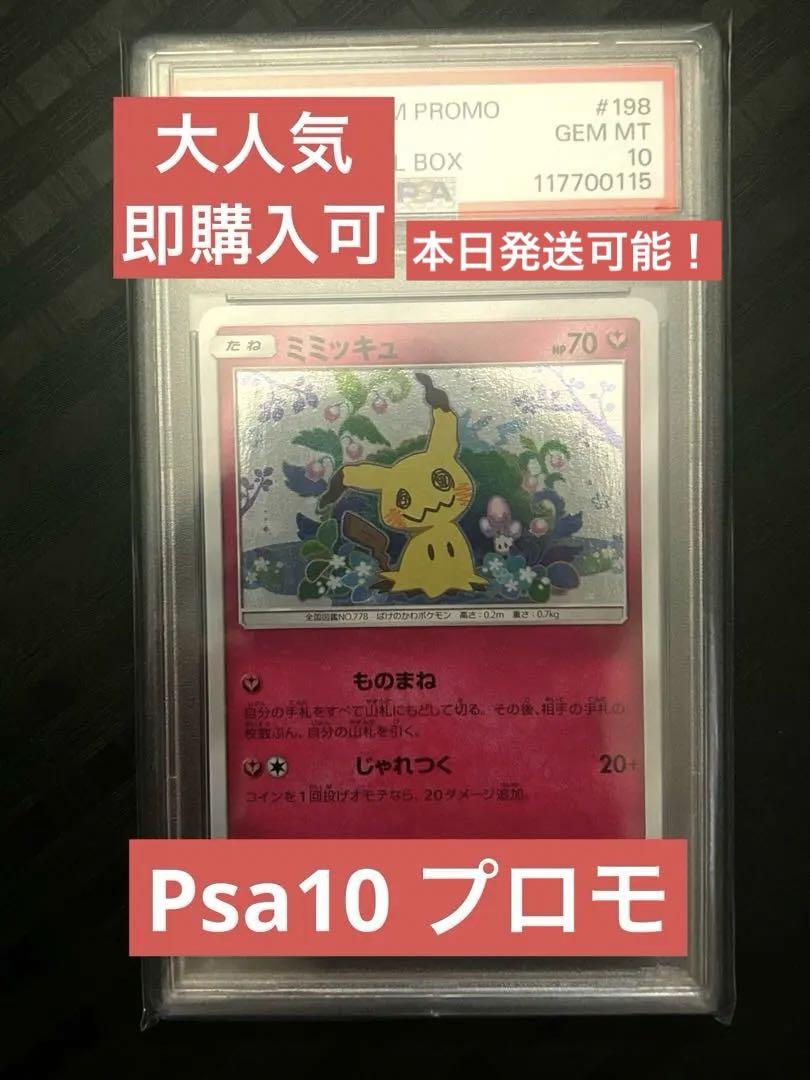 M PROMO
#198
GEM MT
L BOX
10
117700115
大人気
即購入可
本日発送可能！
たね
ミミッキュ
HP70
全国図鑑NO.778 ばけのかわポケモン 高さ:0.2m 重さ:0.7kg
ものまね
自分の手札をすべて山札にもどして切る。その後、相手の手札の
枚数ぶん、自分の山札を引く。
じゃれつく 20+
コインを1回投げオモテなら、20ダメージ追加。
Psa10 プロモ